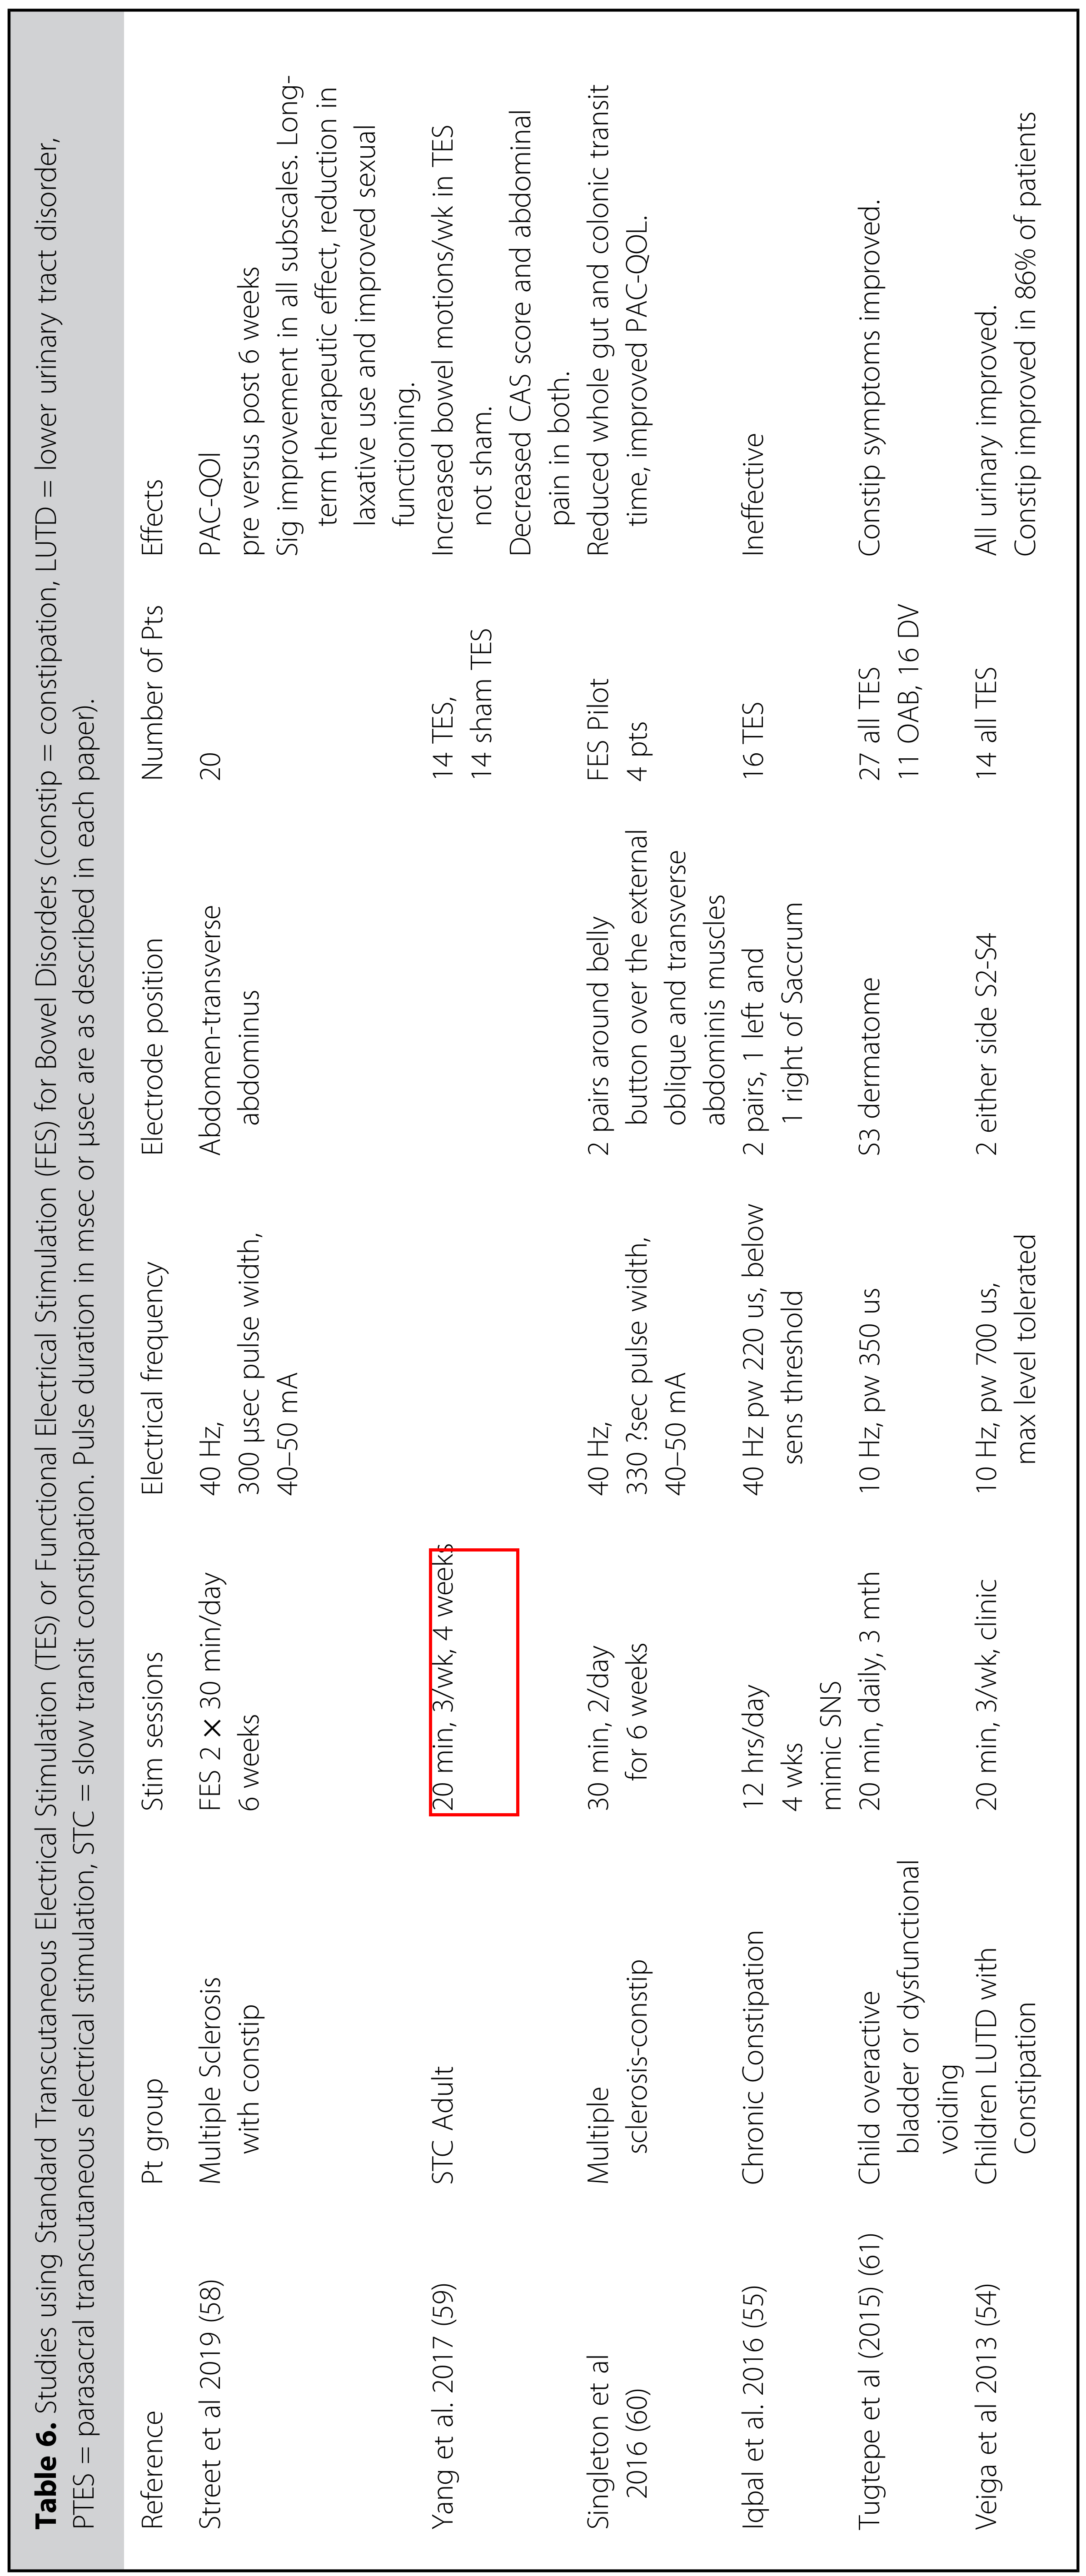 Table 6. Studies using Standard Transcutaneous Electrical Stimulation (TES) or Functional Electrical Stimulation (FES) for Bowel Disorders (constip = constipation, LUTD = lower urinary tract disorder,
PTES = parasacral transcutaneous electrical stimulation, STC = slow transit constipation. Pulse duration in msec or μsec are as described in each paper).
Reference Pt group Stim sessions Electrical frequency Electrode position Number of Pts Effects
Street et al 2019 (58) Multiple Sclerosis FES 2 × 30 min/day 40 Hz, Abdomen-transverse 20 PAC-QOl
with constip 6 weeks 300 μsec pulse width, abdominus pre versus post 6 weeks
40–50 mA Sig improvement in all subscales. Long-
term therapeutic effect, reduction in
laxative use and improved sexual
functioning.
Yang et al. 2017 (59) STC Adult 20 min, 3/wk, 4 weeks 14 TES, Increased bowel motions/wk in TES
14 sham TES not sham.
Decreased CAS score and abdominal
pain in both.
Singleton et al Multiple 30 min, 2/day 40 Hz, 2 pairs around belly FES Pilot Reduced whole gut and colonic transit
2016 (60) sclerosis-constip for 6 weeks 330 ?sec pulse width, button over the external 4 pts time, improved PAC-QOL.
40–50 mA oblique and transverse
abdominis muscles
Iqbal et al. 2016 (55) Chronic Constipation 12 hrs/day 40 Hz pw 220 us, below 2 pairs, 1 left and 16 TES Ineffective
4 wks sens threshold 1 right of Saccrum
mimic SNS
Tugtepe et al (2015) (61) Child overactive 20 min, daily, 3 mth 10 Hz, pw 350 us S3 dermatome 27 all TES Constip symptoms improved.
bladder or dysfunctional 11 OAB, 16 DV
voiding
Veiga et al 2013 (54) Children LUTD with 20 min, 3/wk, clinic 10 Hz, pw 700 us, 2 either side S2-S4 14 all TES All urinary improved.
Constipation max level tolerated Constip improved in 86% of patients